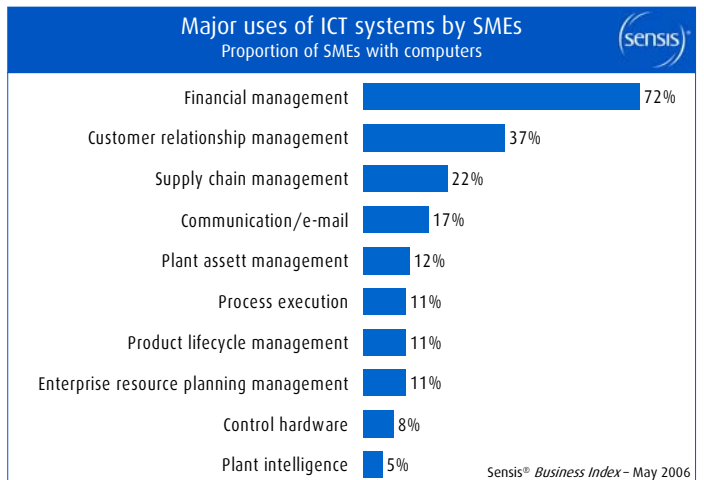 Major uses of ICT systems by SMEs
Proportion of SMEs with computers
sensis®
Financial management 72%
Customer relationship management 37%
Supply chain management 22%
Communication/e-mail 17%
Plant assett management 12%
Process execution 11%
Product lifecycle management 11%
Enterprise resource planning management 11%
Control hardware 8%
Plant intelligence 5%
Sensis® Business Index – May 2006